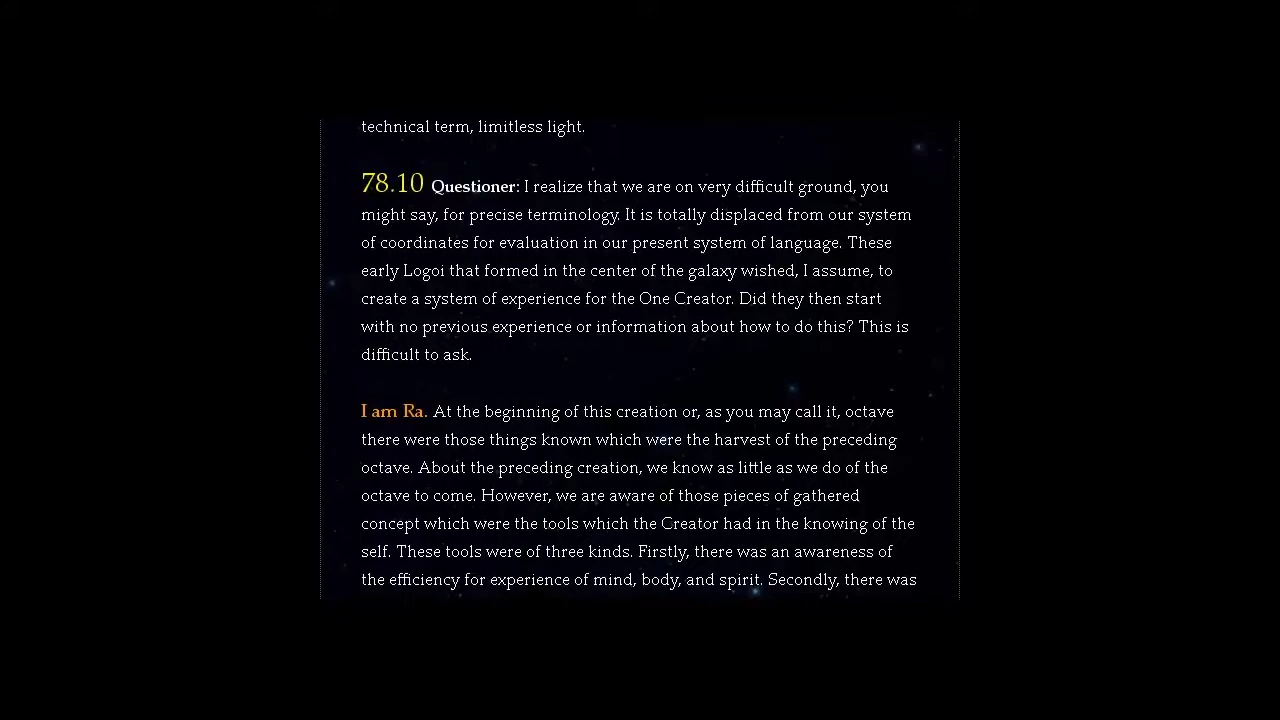 technical term, limitless light.
78.10 Questioner: I realize that we are on very difficult ground, you
might say, for precise terminology. It is totally displaced from our system
of coordinates for evaluation in our present system of language. These
early Logoi that formed in the center of the galaxy wished, I assume, to
create a system of experience for the One Creator. Did they then start
with no previous experience or information about how to do this? This is
difficult to ask.
I am Ra. At the beginning of this creation or, as you may call it, octave
there were those things known which were the harvest of the preceding
octave. About the preceding creation, we know as little as we do of the
octave to come. However, we are aware of those pieces of gathered
concept which were the tools which the Creator had in the knowing of the
self. These tools were of three kinds. Firstly, there was an awareness of
the efficiency for experience of mind, body, and spirit. Secondly, there was